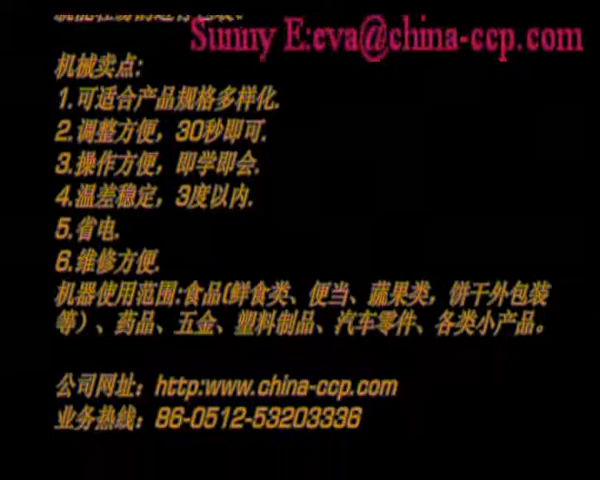 Sunny E:eva@china-ccp.com
机械卖点:
1.可适合产品规格多样化.
2.调整方便，30秒即可.
3.操作方便，即学即会.
4.温差稳定，3度以内.
5.省电.
6.维修方便.
机器使用范围:食品(鲜食类、便当、蔬果类，饼干外包装
等）、药品、五金、塑料制品、汽车零件、各类小产品。
公司网址：http:www.china-ccp.com
业务热线：86-0512-53203336